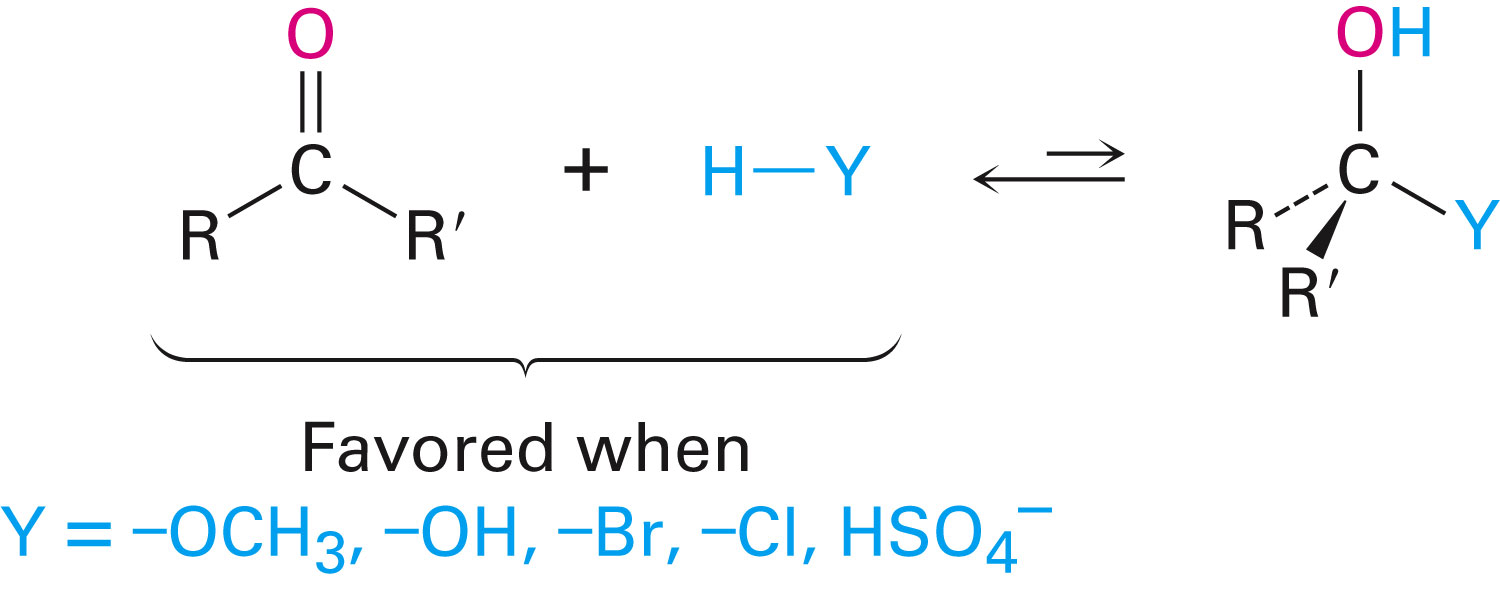 O
C
R R′
+ H—Y
OH
C
R Y
R′
Favored when
Y = –OCH₃, –OH, –Br, –Cl, HSO₄⁻